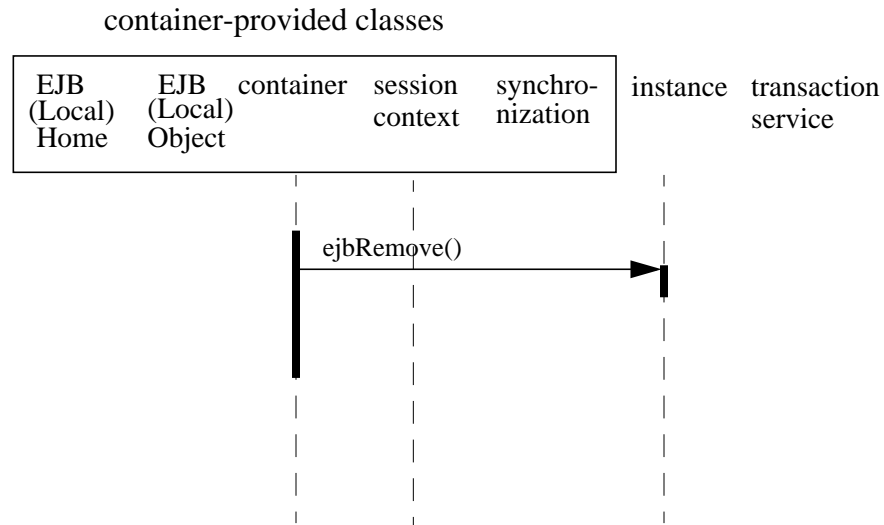 container-provided classes
EJB
(Local)
Home
EJB
(Local)
Object
container
session
context
synchro-
nization
instance
transaction
service
ejbRemove()